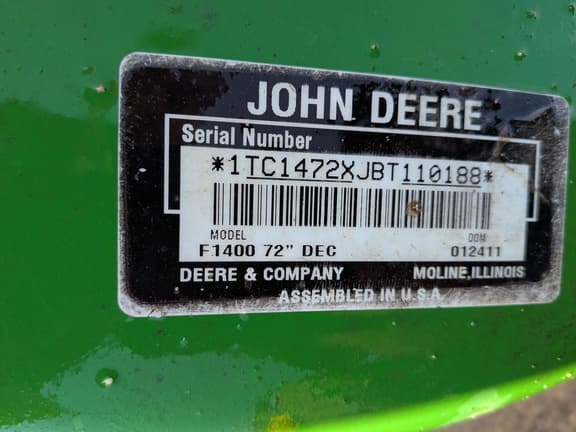 JOHN DEERE
Serial Number
*1TC1472XJBT110188*
MODEL DOM
F1400 72" DEC 012411
DEERE & COMPANY MOLINE, ILLINOIS
ASSEMBLED IN U.S.A.